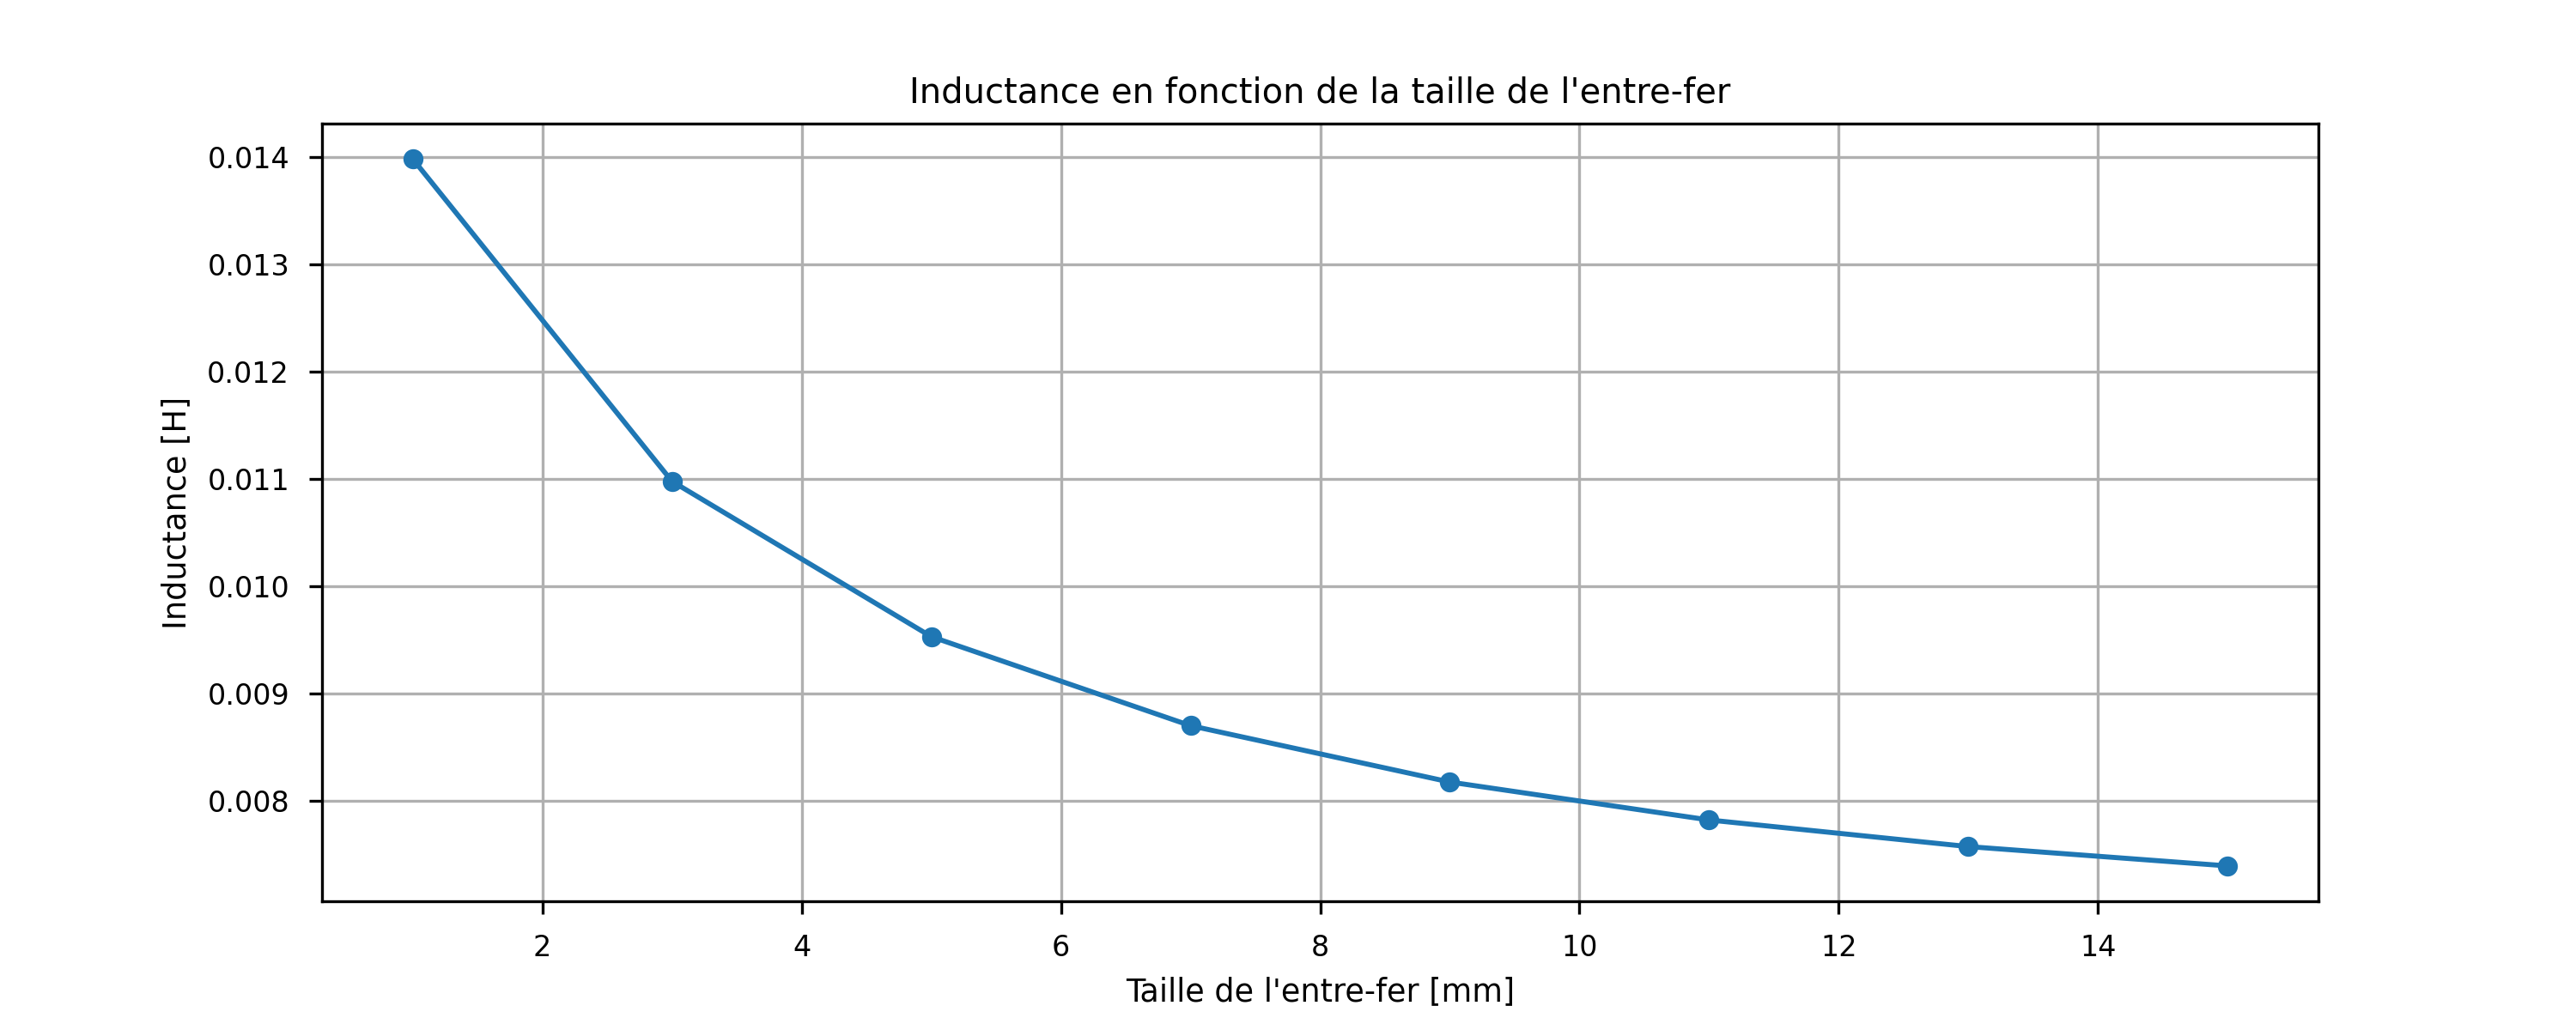 Inductance en fonction de la taille de l'entre-fer
0.014
0.013
0.012
0.011
0.010
0.009
0.008
Inductance [H]
2 4 6 8 10 12 14
Taille de l'entre-fer [mm]